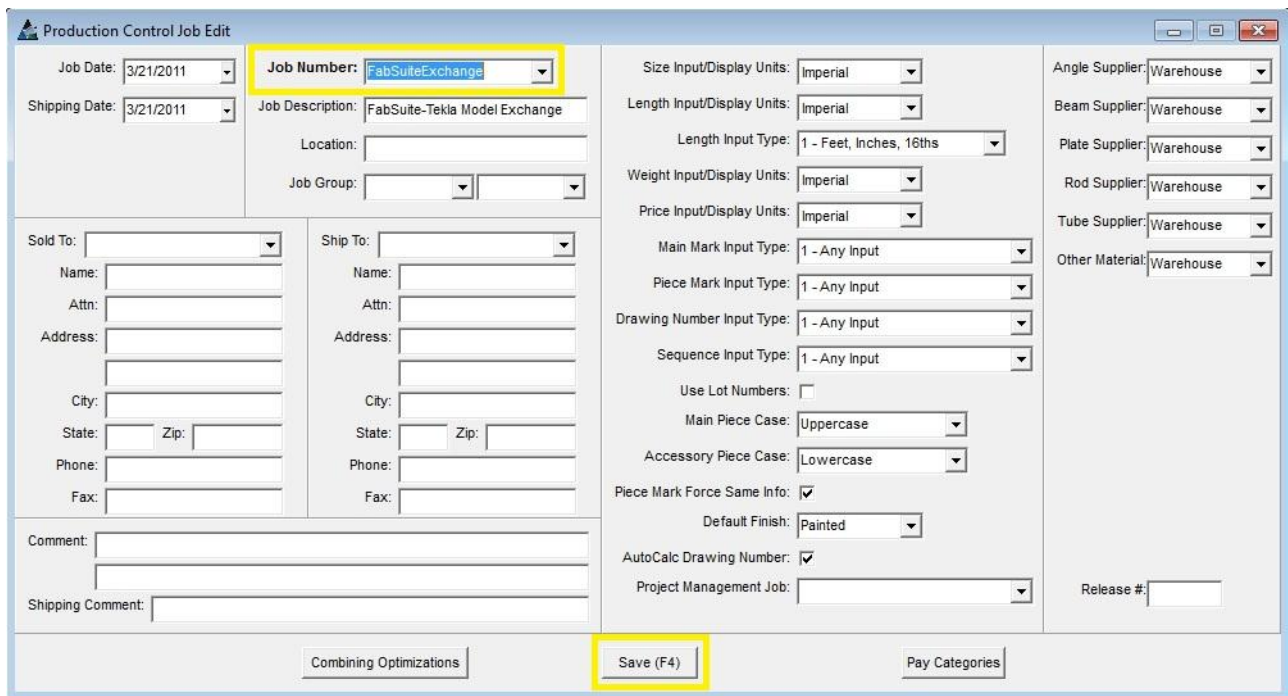 Production Control Job Edit
Job Date: 3/21/2011
Shipping Date: 3/21/2011
Job Number: FabSuiteExchange
Job Description: FabSuite-Tekla Model Exchange
Location:
Job Group:
Sold To:
Name:
Attn:
Address:
City:
State: Zip:
Phone:
Fax:
Ship To:
Name:
Attn:
Address:
City:
State: Zip:
Phone:
Fax:
Comment:
Shipping Comment:
Size Input/Display Units: Imperial
Length Input/Display Units: Imperial
Length Input Type: 1 - Feet, Inches, 16ths
Weight Input/Display Units: Imperial
Price Input/Display Units: Imperial
Main Mark Input Type: 1 - Any Input
Piece Mark Input Type: 1 - Any Input
Drawing Number Input Type: 1 - Any Input
Sequence Input Type: 1 - Any Input
Use Lot Numbers:
Main Piece Case: Uppercase
Accessory Piece Case: Lowercase
Piece Mark Force Same Info:
Default Finish: Painted
AutoCalc Drawing Number:
Project Management Job:
Angle Supplier: Warehouse
Beam Supplier: Warehouse
Plate Supplier: Warehouse
Rod Supplier: Warehouse
Tube Supplier: Warehouse
Other Material: Warehouse
Release #:
Combining Optimizations
Save (F4)
Pay Categories